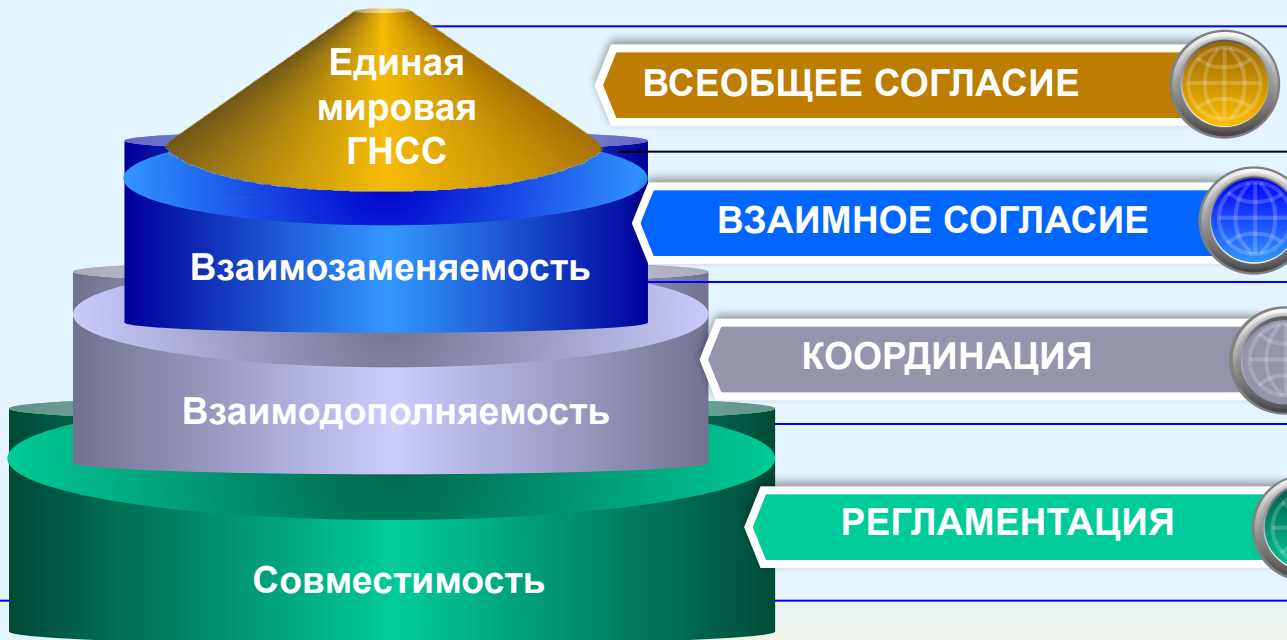 Единая
мировая
ГНСС
ВСЕОБЩЕЕ СОГЛАСИЕ
Взаимозаменяемость
ВЗАИМНОЕ СОГЛАСИЕ
Взаимодополняемость
КООРДИНАЦИЯ
Совместимость
РЕГЛАМЕНТАЦИЯ